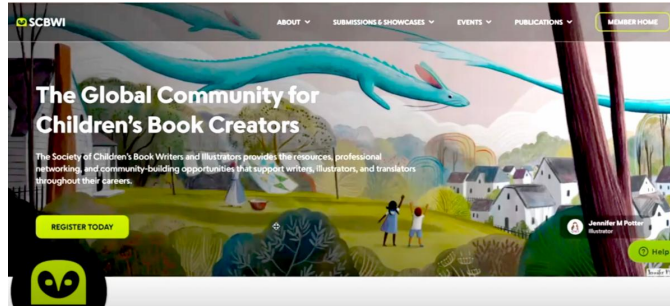 SCBWI
ABOUT
SUBMISSIONS & SHOWCASES
EVENTS
PUBLICATIONS
MEMBER HOME
The Global Community for
Children's Book Creators
The Society of Children's Book Writers and Illustrators provides the resources, professional
networking, and community-building opportunities that support writers, illustrators, and translators
throughout their careers.
REGISTER TODAY
Jennifer M Potter
Illustrator
Help